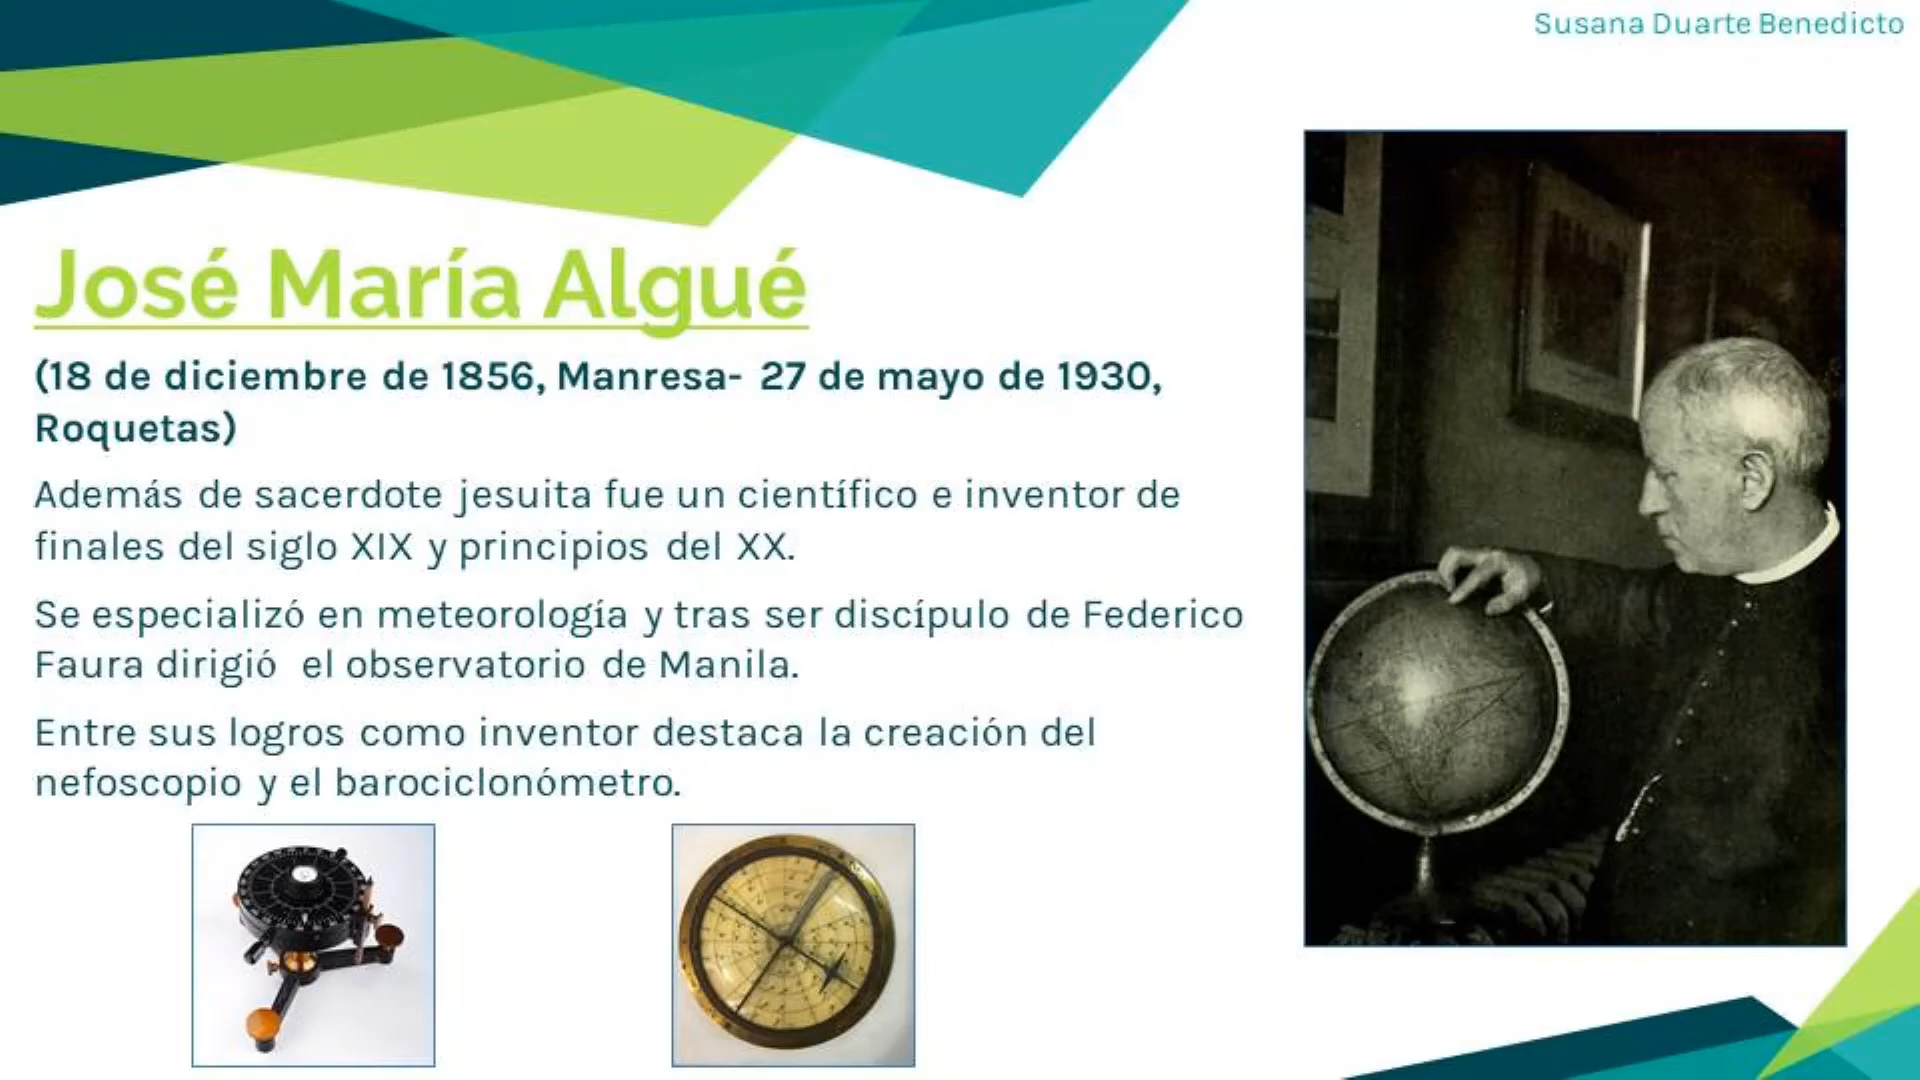 Susana Duarte Benedicto
José María Algué
(18 de diciembre de 1856, Manresa- 27 de mayo de 1930,
Roquetas)
Además de sacerdote jesuita fue un científico e inventor de
finales del siglo XIX y principios del XX.
Se especializó en meteorología y tras ser discípulo de Federico
Faura dirigió el observatorio de Manila.
Entre sus logros como inventor destaca la creación del
nefoscopio y el barociclonómetro.